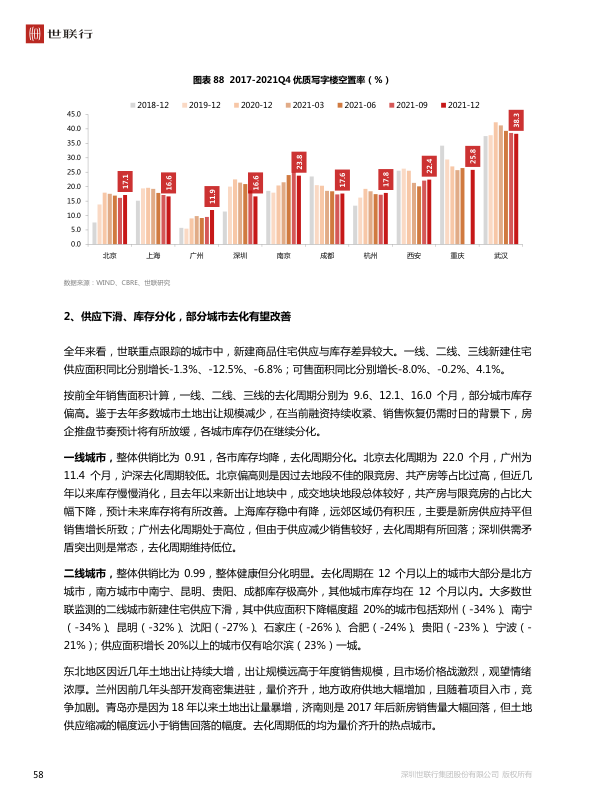 世联行
图表 88 2017-2021Q4 优质写字楼空置率（%）
2018-12 2019-12 2020-12 2021-03 2021-06 2021-09 2021-12
45.0
40.0
35.0
30.0
25.0
20.0
15.0
10.0
5.0
0.0
17.1 16.6 11.9 16.6 23.8 17.6 17.8 22.4 25.8 38.3
北京 上海 广州 深圳 南京 成都 杭州 西安 重庆 武汉
数据来源：WIND、CBRE、世联研究
2、供应下滑、库存分化，部分城市去化有望改善
全年来看，世联重点跟踪的城市中，新建商品住宅供应与库存差异较大。一线、二线、三线新建住宅
供应面积同比分别增长-1.3%、-12.5%、-6.8%；可售面积同比分别增长-8.0%、-0.2%、4.1%。
按前全年销售面积计算，一线、二线、三线的去化周期分别为 9.6、12.1、16.0 个月，部分城市库存
偏高。鉴于去年多数城市土地出让规模减少，在当前融资持续收紧、销售恢复仍需时日的背景下，房
企推盘节奏预计将有所放缓，各城市库存仍在继续分化。
一线城市，整体供销比为 0.91，各市库存均降，去化周期分化。北京去化周期为 22.0 个月，广州为
11.4 个月，沪深去化周期较低。北京偏高则是因过去地段不佳的限竞房、共产房等占比过高，但近几
年以来库存慢慢消化，且去年以来新出让地块中，成交地块地段总体较好，共产房与限竞房的占比大
幅下降，预计未来库存将有所改善。上海库存稳中有降，远郊区域仍有积压，主要是新房供应持平但
销售增长所致；广州去化周期处于高位，但由于供应减少销售较好，去化周期有所回落；深圳供需矛
盾突出则是常态，去化周期维持低位。
二线城市，整体供销比为 0.99，整体健康但分化明显。去化周期在 12 个月以上的城市大部分是北方
城市，南方城市中南宁、昆明、贵阳、成都库存极高外，其他城市库存均在 12 个月以内。大多数世
联监测的二线城市新建住宅供应下滑，其中供应面积下降幅度超 20%的城市包括郑州（-34%）、南宁
（-34%）、昆明（-32%）、沈阳（-27%）、石家庄（-26%）、合肥（-24%）、贵阳（-23%）、宁波（-
21%）；供应面积增长 20%以上的城市仅有哈尔滨（23%）一城。
东北地区因近几年土地出让持续大增，出让规模远高于年度销售规模，且市场价格战激烈，观望情绪
浓厚。兰州因前几年头部开发商密集进驻，量价齐升，地方政府供地大幅增加，且随着项目入市，竞
争加剧。青岛亦是因为 18 年以来土地出让量暴增，济南则是 2017 年后新房销售量大幅回落，但土地
供应缩减的幅度远小于销售回落的幅度。去化周期低的均为量价齐升的热点城市。
58
深圳世联行集团股份有限公司 版权所有